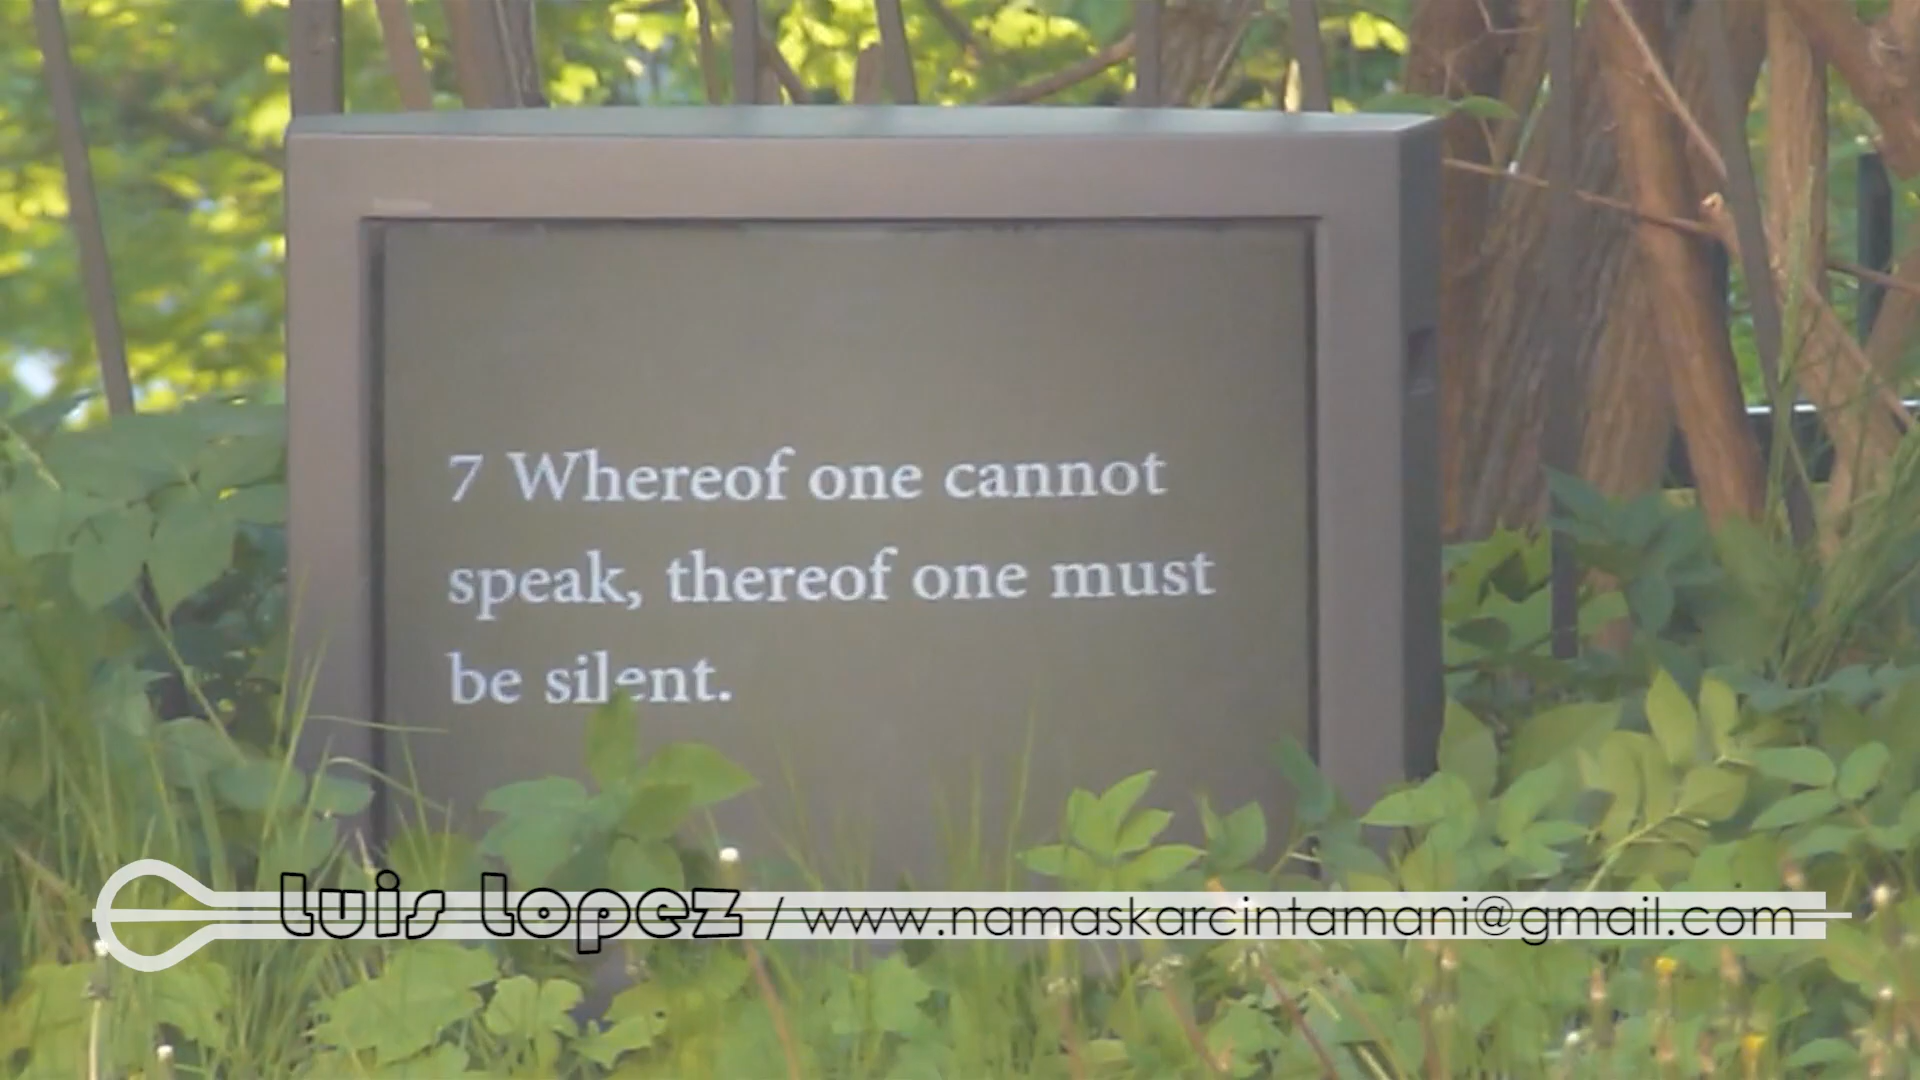 7 Whereof one cannot
speak, thereof one must
be silent.
Luis Lopez / www.namaskarcintamani@gmail.com